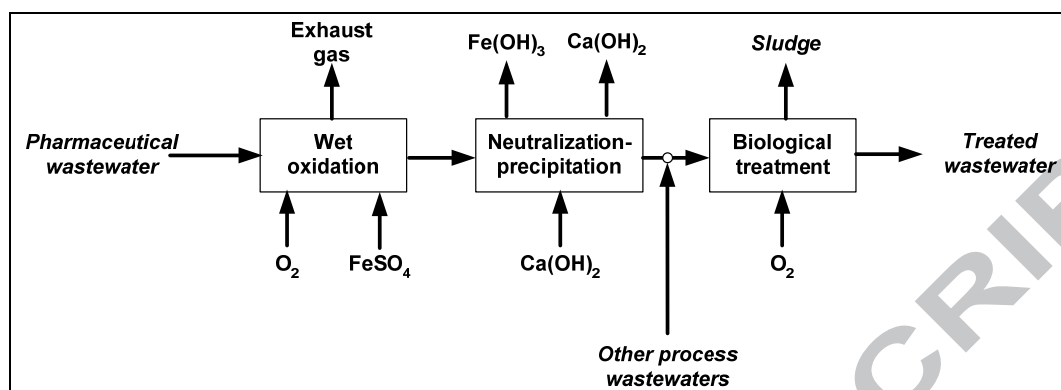 Exhaust
gas
Fe(OH)₃
Ca(OH)₂
Sludge
Pharmaceutical
wastewater
Wet
oxidation
Neutralization-
precipitation
Biological
treatment
Treated
wastewater
O₂
FeSO₄
Ca(OH)₂
O₂
Other process
wastewaters
CRIP